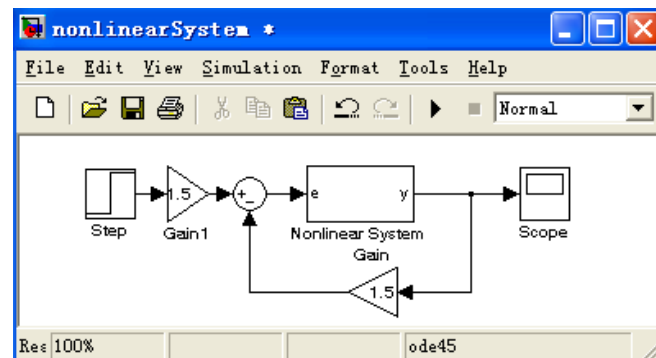 nonlinearSystem *
File Edit View Simulation Format Tools Help
Normal
Step
1.5
Gain1
+
-
e
y
Nonlinear System
Scope
Gain
1.5
100%
ode45